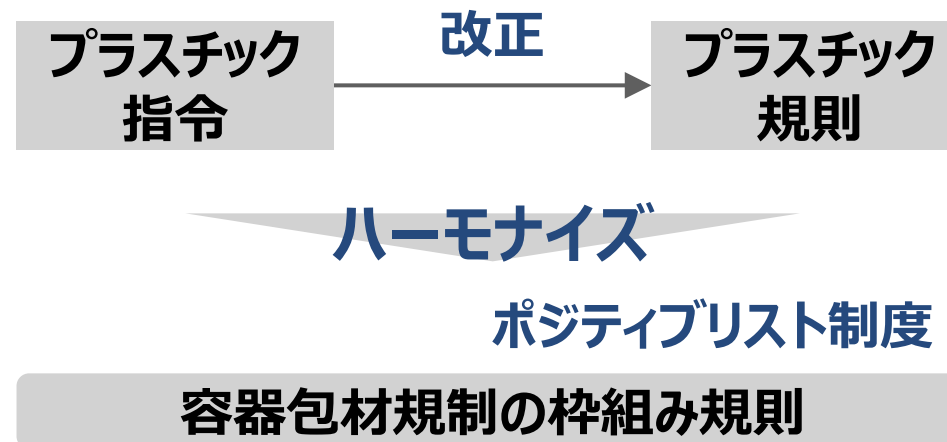 改正
プラスチック
指令
プラスチック
規則
ハーモナイズ
ポジティブリスト制度
容器包材規制の枠組み規則